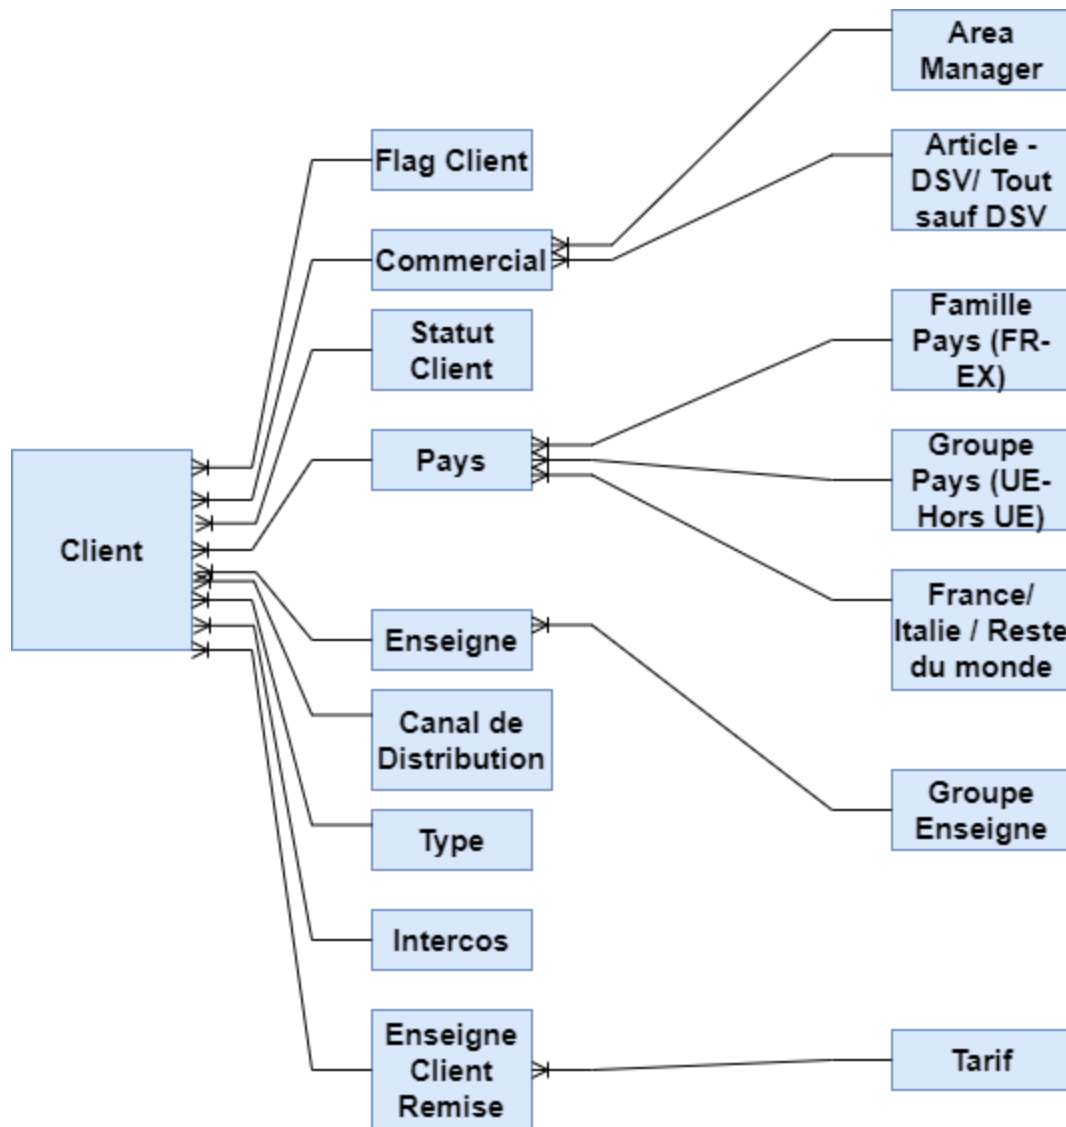 Area
Manager
Flag Client
Article -
DSV/ Tout
sauf DSV
Commercial
Statut
Client
Famille
Pays (FR-
EX)
Pays
Groupe
Pays (UE-
Hors UE)
Client
France/
Italie / Reste
du monde
Enseigne
Canal de
Distribution
Groupe
Enseigne
Type
Intercos
Enseigne
Client
Remise
Tarif